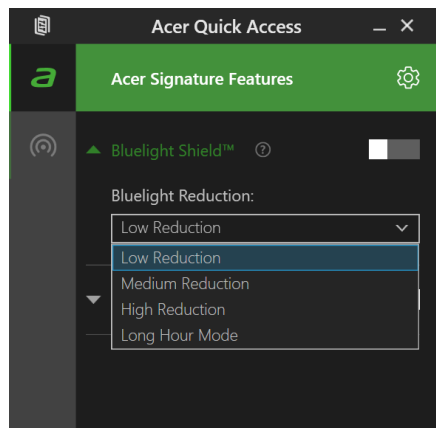 Acer Quick Access
Acer Signature Features
Bluelight Shield™
Bluelight Reduction:
Low Reduction
Low Reduction
Medium Reduction
High Reduction
Long Hour Mode